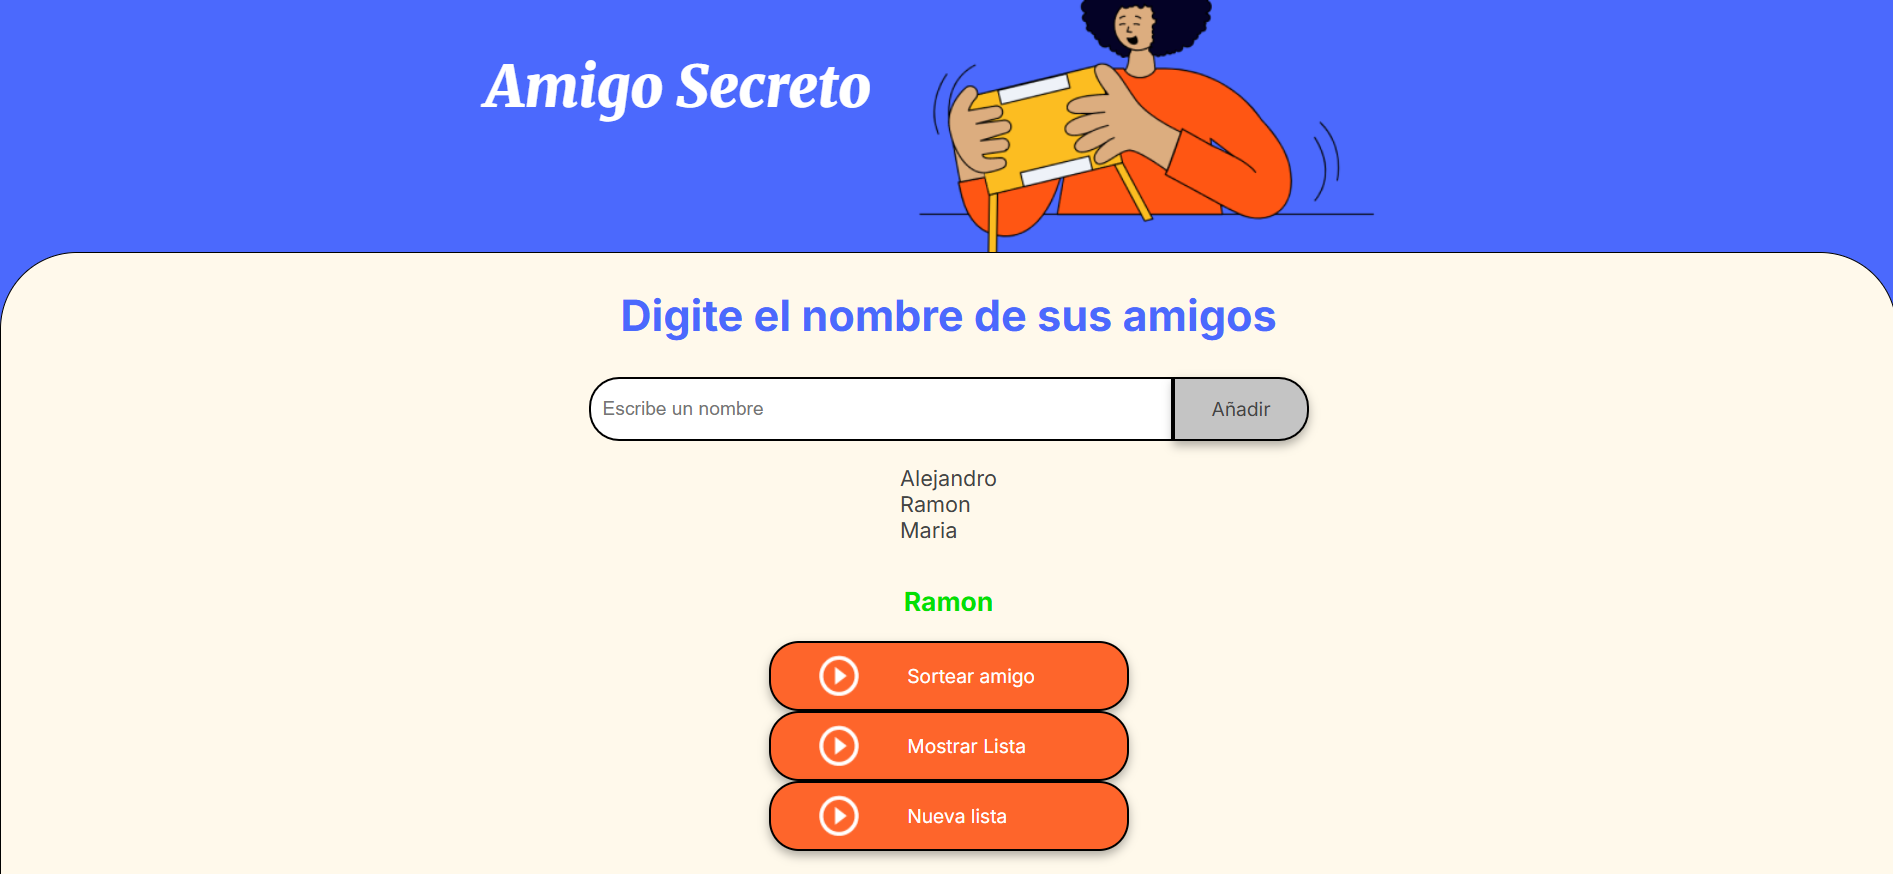 Amigo Secreto
Digite el nombre de sus amigos
Escribe un nombre
Añadir
Alejandro
Ramon
Maria
Ramon
Sortear amigo
Mostrar Lista
Nueva lista